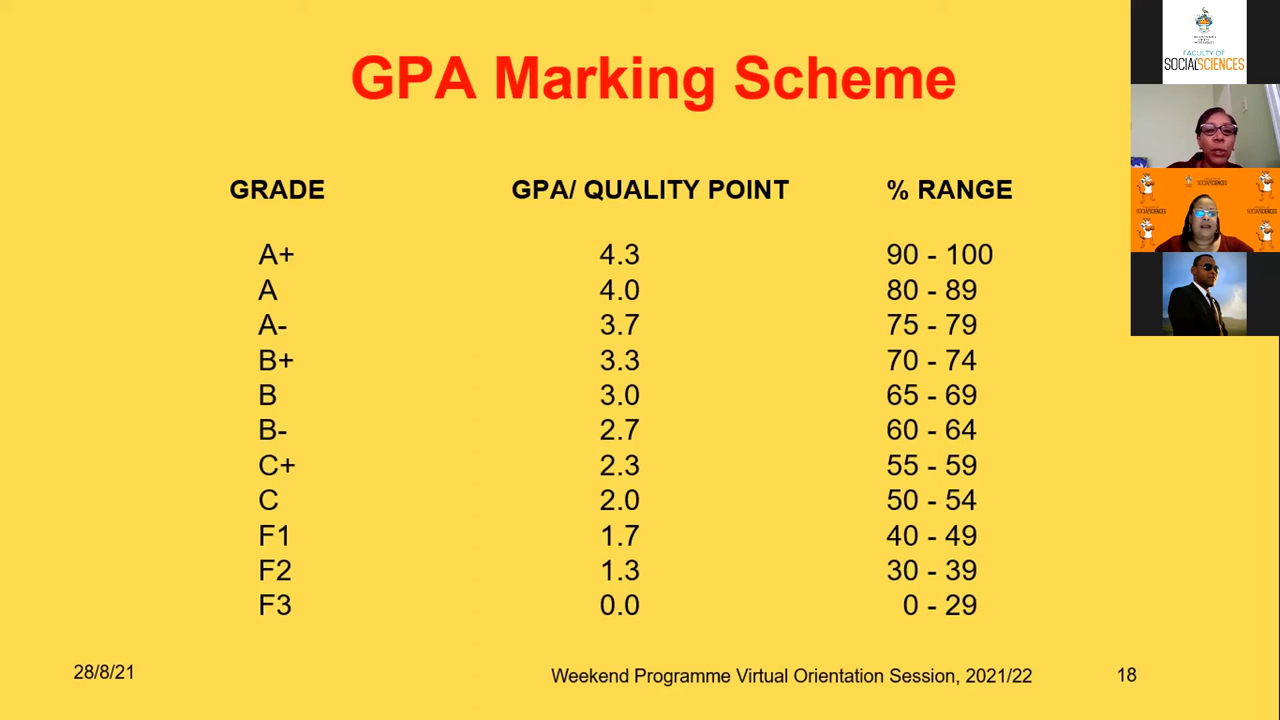 GPA Marking Scheme
GRADE GPA/ QUALITY POINT % RANGE
A+ 4.3 90 - 100
A 4.0 80 - 89
A- 3.7 75 - 79
B+ 3.3 70 - 74
B 3.0 65 - 69
B- 2.7 60 - 64
C+ 2.3 55 - 59
C 2.0 50 - 54
F1 1.7 40 - 49
F2 1.3 30 - 39
F3 0.0 0 - 29
28/8/21 Weekend Programme Virtual Orientation Session, 2021/22 18
FACULTY OF
SOCIALSCIENCES
SOCIALSCIENCES